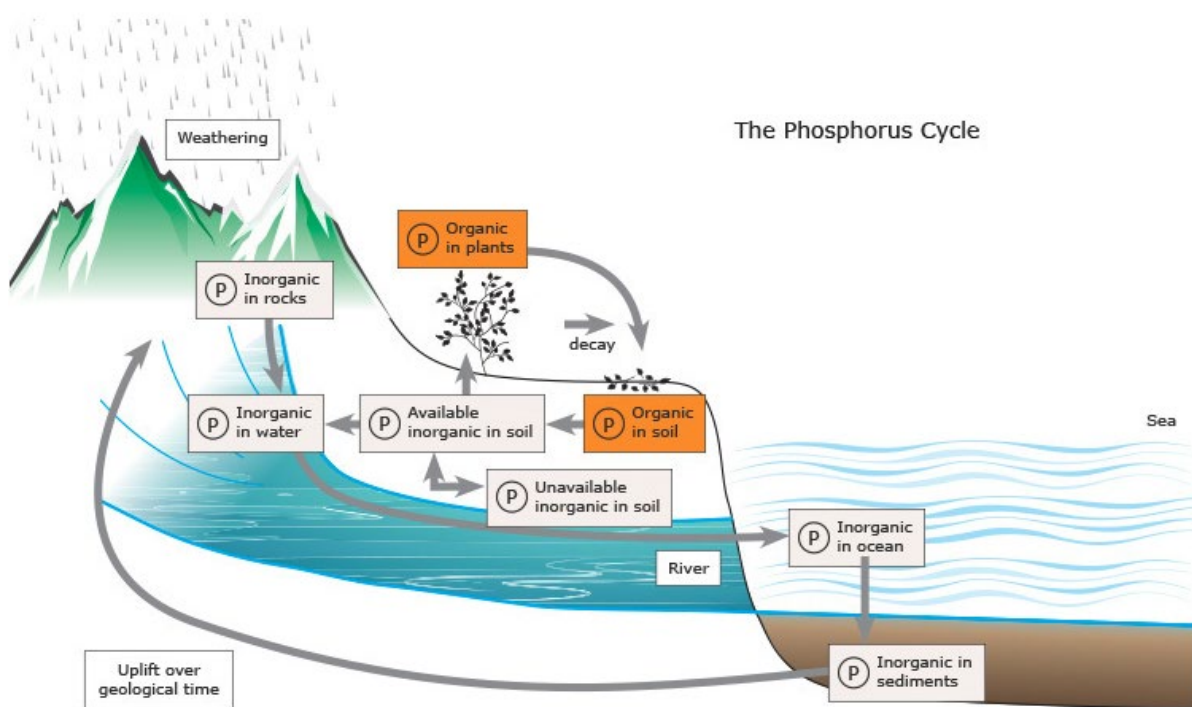 The Phosphorus Cycle
Weathering
P
Organic
in plants
P
Inorganic
in rocks
decay
P
Inorganic
in water
P
Available
inorganic in soil
P
Organic
in soil
Sea
P
Unavailable
inorganic in soil
P
Inorganic
in ocean
River
P
Inorganic in
sediments
Uplift over
geological time